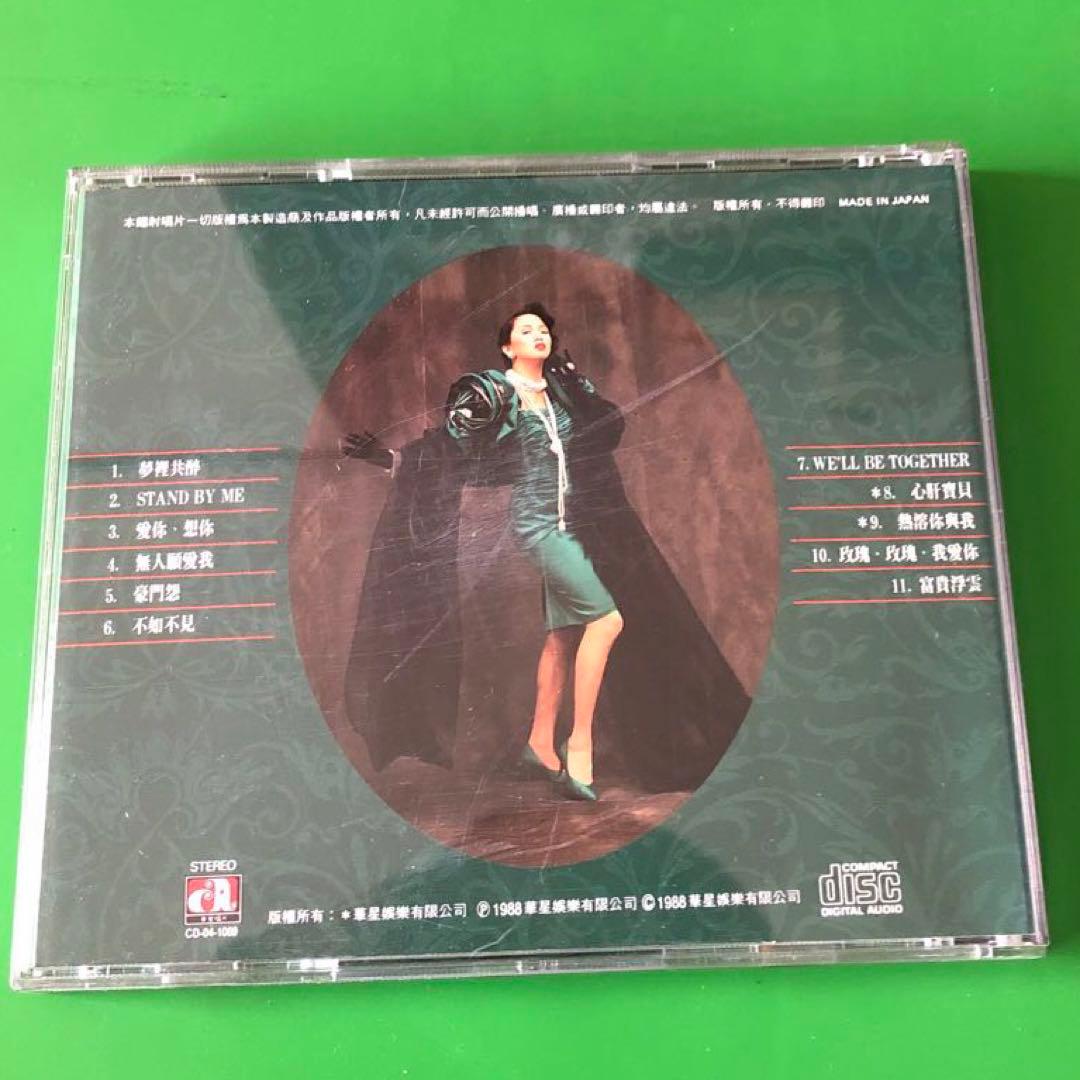 本鐳射唱片一切版權為本製造商及作品版權者所有，凡未經許可而公開播唱、廣播或翻印者，均屬違法。 版權所有，不得翻印 MADE IN JAPAN
1. 夢裡共醉
2. STAND BY ME
3. 愛你·想你
4. 無人願愛我
5. 豪門怨
6. 不如不見
7. WE'LL BE TOGETHER
*8. 心肝寶貝
*9. 熱溶你與我
10. 玫瑰·玫瑰·我愛你
11. 富貴浮雲
STEREO
CD-04-1069
版權所有：*華星娛樂有限公司 Ⓟ1988華星娛樂有限公司 ©1988華星娛樂有限公司
COMPACT
disc
DIGITAL AUDIO